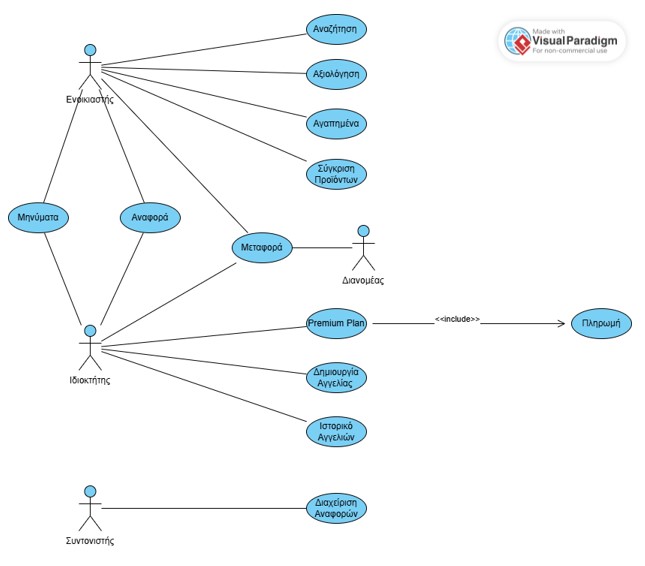 Made with
Visual Paradigm
For non-commercial use
Αναζήτηση
Αξιολόγηση
Ενοικιαστής
Αγαπημένα
Σύγκριση
Προϊόντων
Μηνύματα
Αναφορά
Μεταφορά
Διανομέας
Premium Plan
<<include>>
Πληρωμή
Ιδιοκτήτης
Δημιουργία
Αγγελίας
Ιστορικό
Αγγελιών
Διαχείριση
Αναφορών
Συντονιστής